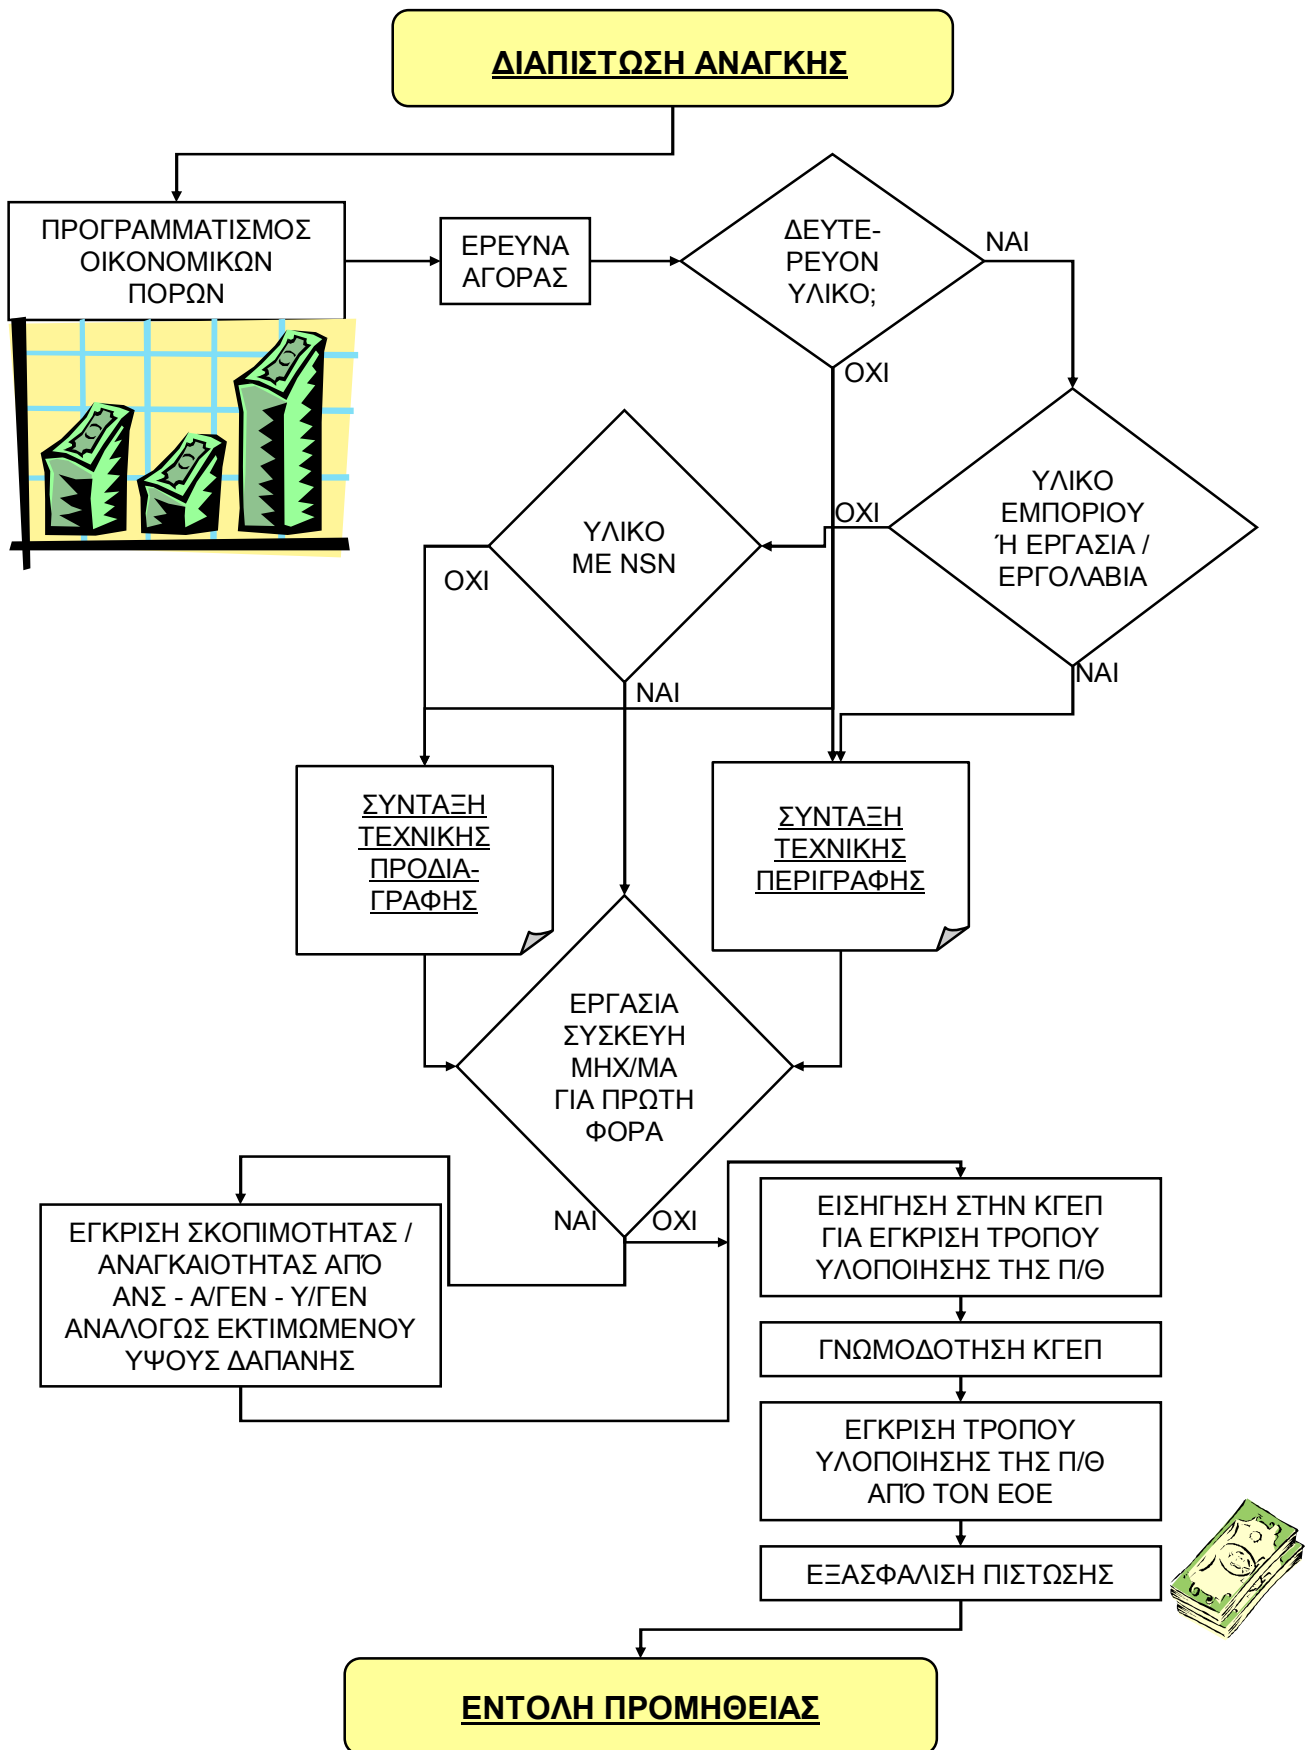 ΔΙΑΠΙΣΤΩΣΗ ΑΝΑΓΚΗΣ
ΠΡΟΓΡΑΜΜΑΤΙΣΜΟΣ
ΟΙΚΟΝΟΜΙΚΩΝ
ΠΟΡΩΝ
ΕΡΕΥΝΑ
ΑΓΟΡΑΣ
ΔΕΥΤΕ-
ΡΕΥΟΝ
ΥΛΙΚΟ;
ΝΑΙ
ΟΧΙ
ΥΛΙΚΟ
ΕΜΠΟΡΙΟΥ
Ή ΕΡΓΑΣΙΑ /
ΕΡΓΟΛΑΒΙΑ
ΟΧΙ
ΝΑΙ
ΥΛΙΚΟ
ΜΕ NSN
ΟΧΙ
ΝΑΙ
ΣΥΝΤΑΞΗ
ΤΕΧΝΙΚΗΣ
ΠΡΟΔΙΑ-
ΓΡΑΦΗΣ
ΣΥΝΤΑΞΗ
ΤΕΧΝΙΚΗΣ
ΠΕΡΙΓΡΑΦΗΣ
ΕΡΓΑΣΙΑ
ΣΥΣΚΕΥΗ
ΜΗΧ/ΜΑ
ΓΙΑ ΠΡΩΤΗ
ΦΟΡΑ
ΝΑΙ
ΟΧΙ
ΕΓΚΡΙΣΗ ΣΚΟΠΙΜΟΤΗΤΑΣ /
ΑΝΑΓΚΑΙΟΤΗΤΑΣ ΑΠΌ
ΑΝΣ - Α/ΓΕΝ - Υ/ΓΕΝ
ΑΝΑΛΟΓΩΣ ΕΚΤΙΜΩΜΕΝΟΥ
ΥΨΟΥΣ ΔΑΠΑΝΗΣ
ΕΙΣΗΓΗΣΗ ΣΤΗΝ ΚΓΕΠ
ΓΙΑ ΕΓΚΡΙΣΗ ΤΡΟΠΟΥ
ΥΛΟΠΟΙΗΣΗΣ ΤΗΣ Π/Θ
ΓΝΩΜΟΔΟΤΗΣΗ ΚΓΕΠ
ΕΓΚΡΙΣΗ ΤΡΟΠΟΥ
ΥΛΟΠΟΙΗΣΗΣ ΤΗΣ Π/Θ
ΑΠΌ ΤΟΝ ΕΟΕ
ΕΞΑΣΦΑΛΙΣΗ ΠΙΣΤΩΣΗΣ
ΕΝΤΟΛΗ ΠΡΟΜΗΘΕΙΑΣ